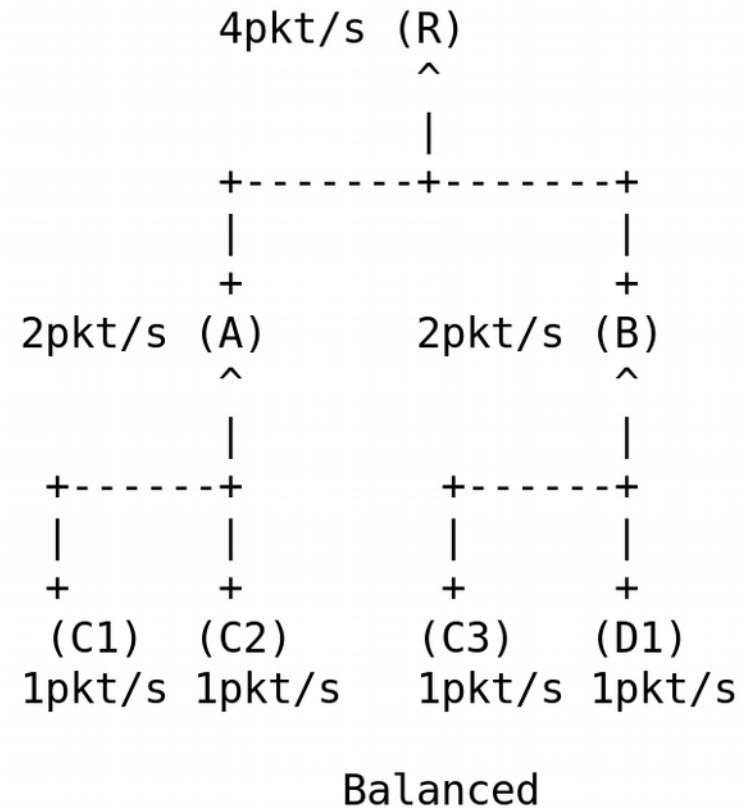 4pkt/s (R)
^
|
+-------+-------+
| |
+ +
2pkt/s (A) 2pkt/s (B)
^ ^
| |
+------+ +------+
| | | |
+ + + +
(C1) (C2) (C3) (D1)
1pkt/s 1pkt/s 1pkt/s 1pkt/s
Balanced